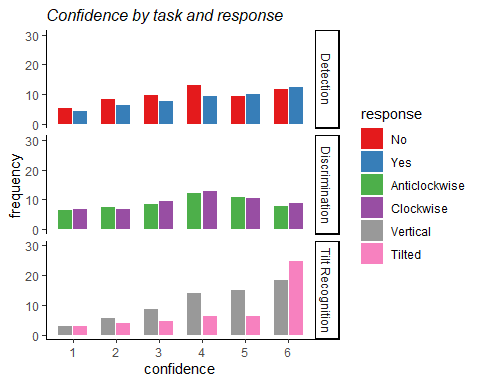 Confidence by task and response
30
20
10
0
Detection
30
20
10
0
Discrimination
30
20
10
0
Tilt Recognition
frequency
1 2 3 4 5 6
confidence
response
No
Yes
Anticlockwise
Clockwise
Vertical
Tilted